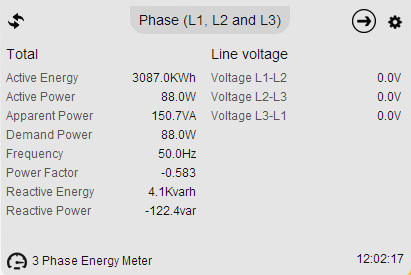 Phase (L1, L2 and L3)
Total
Active Energy 3087.0KWh
Active Power 88.0W
Apparent Power 150.7VA
Demand Power 88.0W
Frequency 50.0Hz
Power Factor -0.583
Reactive Energy 4.1Kvarh
Reactive Power -122.4var
Line voltage
Voltage L1-L2 0.0V
Voltage L2-L3 0.0V
Voltage L3-L1 0.0V
3 Phase Energy Meter
12:02:17